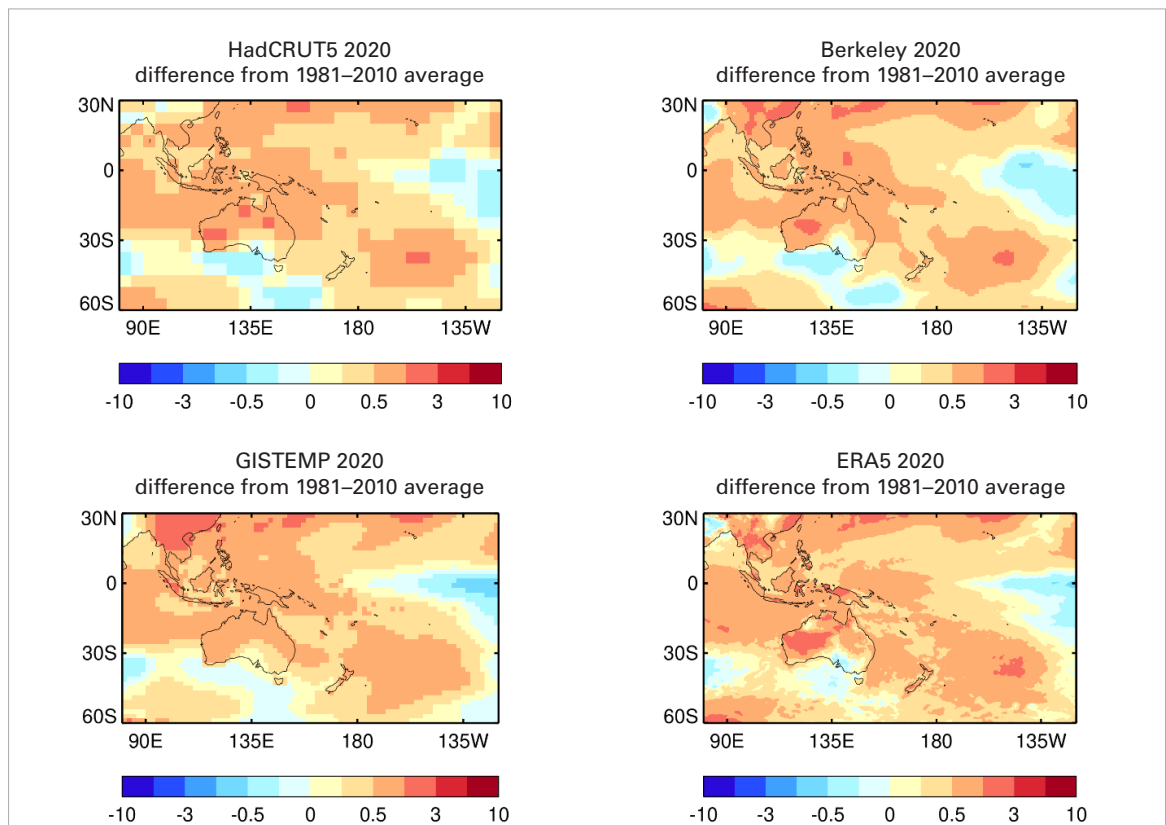 HadCRUT5 2020
difference from 1981–2010 average
30N
0
30S
60S
90E 135E 180 135W
-10 -3 -0.5 0 0.5 3 10
Berkeley 2020
difference from 1981–2010 average
30N
0
30S
60S
90E 135E 180 135W
-10 -3 -0.5 0 0.5 3 10
GISTEMP 2020
difference from 1981–2010 average
30N
0
30S
60S
90E 135E 180 135W
-10 -3 -0.5 0 0.5 3 10
ERA5 2020
difference from 1981–2010 average
30N
0
30S
60S
90E 135E 180 135W
-10 -3 -0.5 0 0.5 3 10